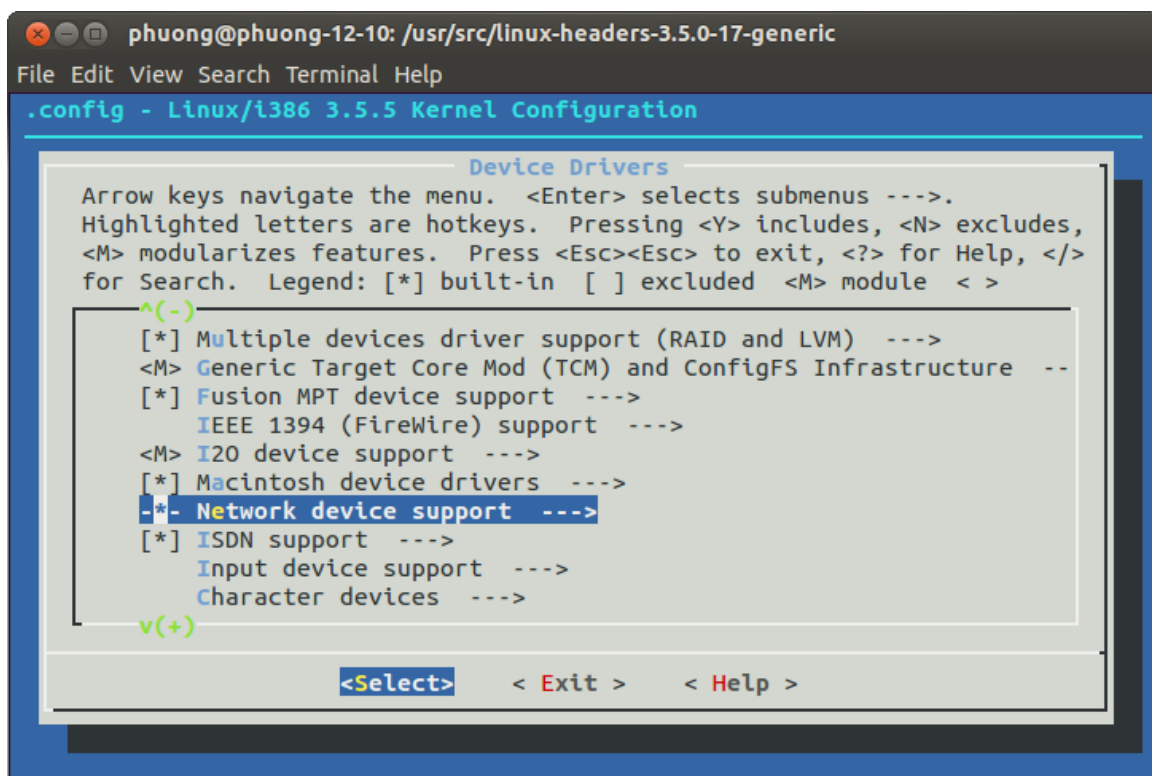 phuong@phuong-12-10: /usr/src/linux-headers-3.5.0-17-generic
File Edit View Search Terminal Help
.config - Linux/i386 3.5.5 Kernel Configuration
Device Drivers
Arrow keys navigate the menu.  <Enter> selects submenus --->.
Highlighted letters are hotkeys.  Pressing <Y> includes, <N> excludes,
<M> modularizes features.  Press <Esc><Esc> to exit, <?> for Help, </>
for Search.  Legend: [*] built-in  [ ] excluded  <M> module  < >
^(-)
[*] Multiple devices driver support (RAID and LVM)  --->
<M> Generic Target Core Mod (TCM) and ConfigFS Infrastructure  --
[*] Fusion MPT device support  --->
IEEE 1394 (FireWire) support  --->
<M> I2O device support  --->
[*] Macintosh device drivers  --->
-*- Network device support  --->
[*] ISDN support  --->
Input device support  --->
Character devices  --->
v(+)
<Select>    < Exit >    < Help >